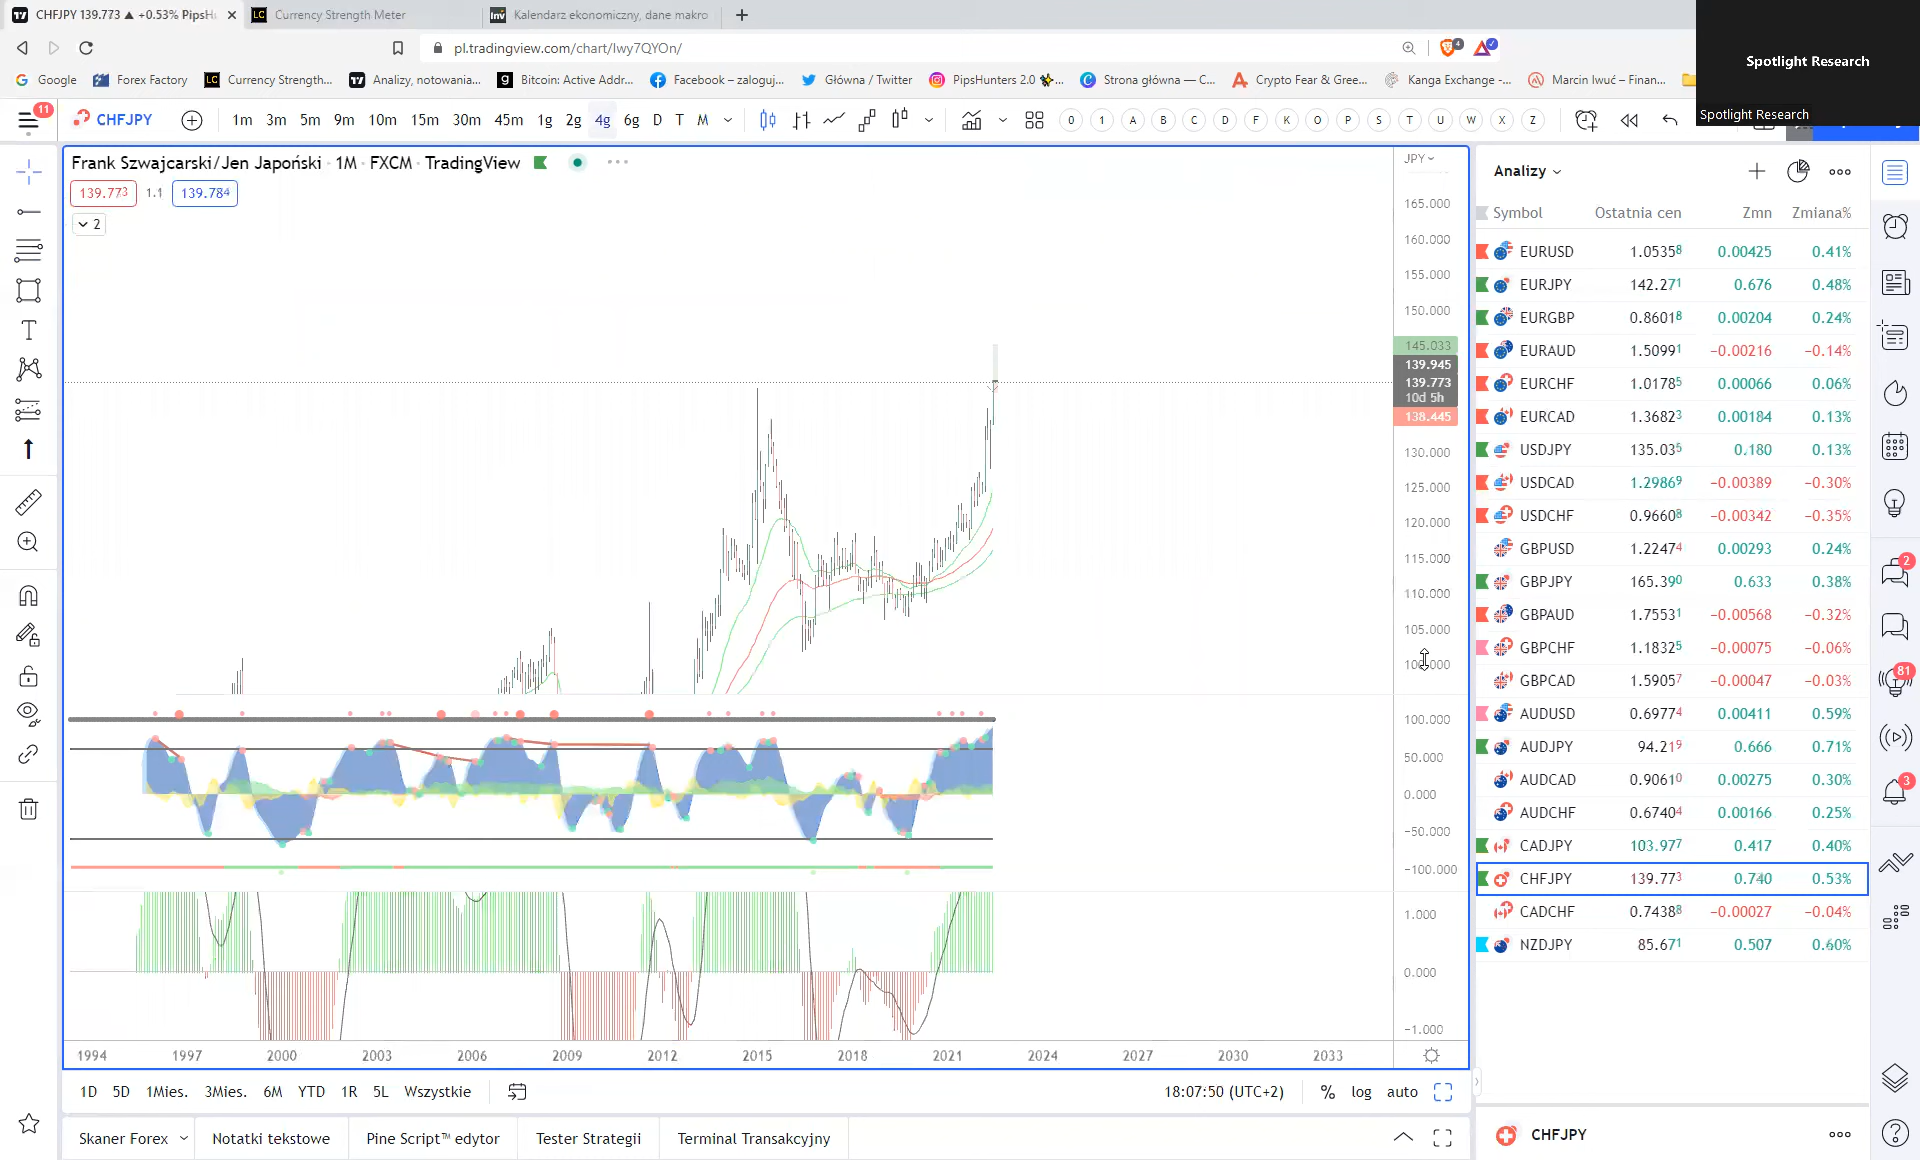 CHFJPY 139.773 ▲ +0.53% PipsHu
Currency Strength Meter
Kalendarz ekonomiczny, dane makro
pl.tradingview.com/chart/Iwy7QYOn/
Google
Forex Factory
Currency Strength...
Analizy, notowania...
Bitcoin: Active Addr...
Facebook – zaloguj...
Główna / Twitter
PipsHunters 2.0
Strona główna — C...
Crypto Fear & Gree...
Kanga Exchange -...
Marcin Iwuć – Finan...
Spotlight Research
Spotlight Research
11
CHFJPY
1m 3m 5m 9m 10m 15m 30m 45m 1g 2g 4g 6g D T M
0 1 A B C D F K O P S T U W X Z
Frank Szwajcarski/Jen Japoński · 1M · FXCM · TradingView
139.773 1.1 139.784
2
JPY
165.000
160.000
155.000
150.000
145.033
139.945
139.773
10d 5h
138.445
130.000
125.000
120.000
115.000
110.000
105.000
100.000
100.000
50.000
0.000
−50.000
−100.000
1.000
0.000
−1.000
1994 1997 2000 2003 2006 2009 2012 2015 2018 2021 2024 2027 2030 2033
1D 5D 1Mies. 3Mies. 6M YTD 1R 5L Wszystkie
18:07:50 (UTC+2) % log auto
Skaner Forex Notatki tekstowe Pine Script™ edytor Tester Strategii Terminal Transakcyjny
Analizy
Symbol Ostatnia cen Zmn Zmiana%
EURUSD 1.05358 0.00425 0.41%
EURJPY 142.271 0.676 0.48%
EURGBP 0.86018 0.00204 0.24%
EURAUD 1.50991 −0.00216 −0.14%
EURCHF 1.01785 0.00066 0.06%
EURCAD 1.36823 0.00184 0.13%
USDJPY 135.035 0.180 0.13%
USDCAD 1.29869 −0.00389 −0.30%
USDCHF 0.96608 −0.00342 −0.35%
GBPUSD 1.22474 0.00293 0.24%
GBPJPY 165.390 0.633 0.38%
GBPAUD 1.75531 −0.00568 −0.32%
GBPCHF 1.18325 −0.00075 −0.06%
GBPCAD 1.59057 −0.00047 −0.03%
AUDUSD 0.69774 0.00411 0.59%
AUDJPY 94.219 0.666 0.71%
AUDCAD 0.90610 0.00275 0.30%
AUDCHF 0.67404 0.00166 0.25%
CADJPY 103.977 0.417 0.40%
CHFJPY 139.773 0.740 0.53%
CADCHF 0.74388 −0.00027 −0.04%
NZDJPY 85.671 0.507 0.60%
CHFJPY
2
81
3